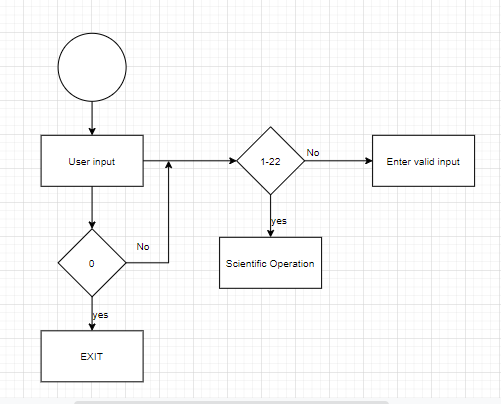 No
User input
1-22
Enter valid input
yes
No
0
Scientific Operation
yes
EXIT